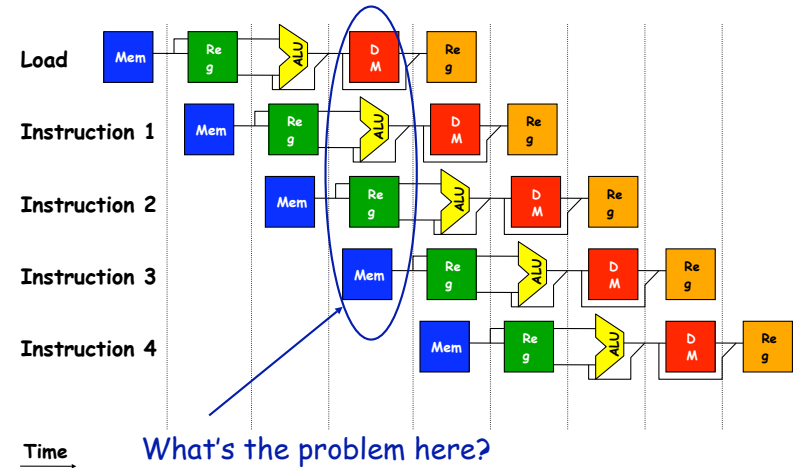 Load
Mem
Re
g
ALU
D
M
Re
g
Instruction 1
Mem
Re
g
ALU
D
M
Re
g
Instruction 2
Mem
Re
g
ALU
D
M
Re
g
Instruction 3
Mem
Re
g
ALU
D
M
Re
g
Instruction 4
Mem
Re
g
ALU
D
M
Re
g
Time
What's the problem here?